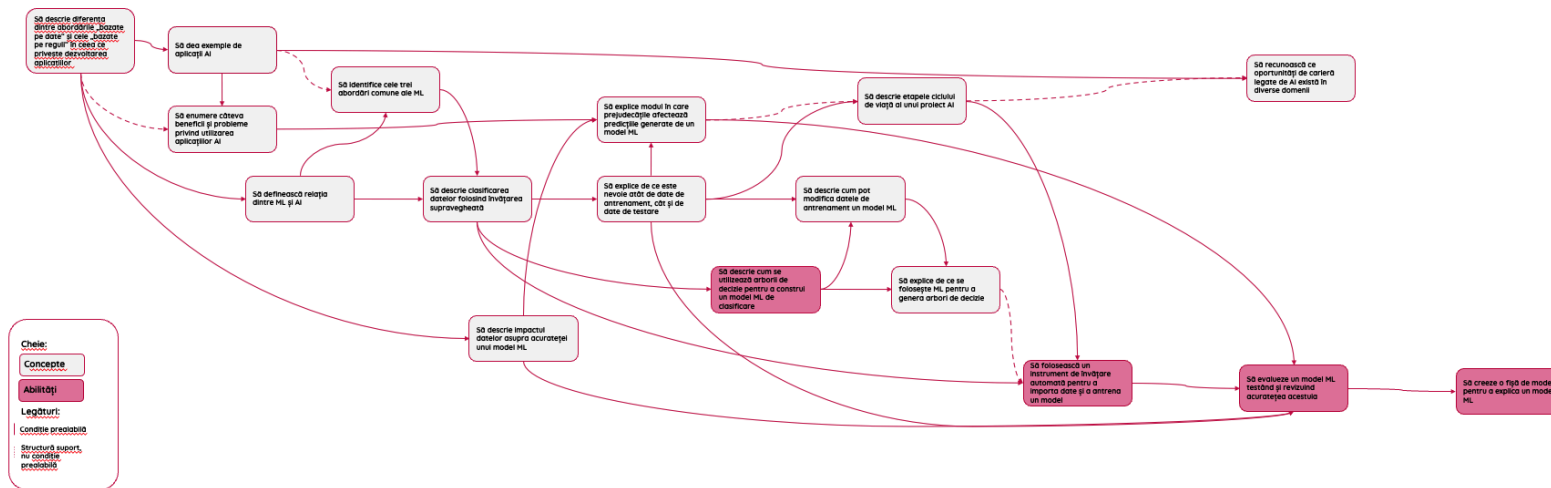 Să descrie diferența
dintre abordările „bazate
pe date” și cele „bazate
pe reguli” în ceea ce
privește dezvoltarea
aplicațiilor
Să dea exemple de
aplicații AI
Să enumere câteva
beneficii și probleme
privind utilizarea
aplicațiilor AI
Să identifice cele trei
abordări comune ale ML
Să definească relația
dintre ML și AI
Să descrie clasificarea
datelor folosind învățarea
supravegheată
Să explice modul în care
prejudecățile afectează
predicțiile generate de un
model ML
Să explice de ce este
nevoie atât de date de
antrenament, cât și de
date de testare
Să descrie etapele ciclului
de viață al unui proiect AI
Să recunoască ce
oportunități de carieră
legate de AI există în
diverse domenii
Să descrie cum pot
modifica datele de
antrenament un model ML
Să descrie cum se
utilizează arborii de
decizie pentru a construi
un model ML de
clasificare
Să explice de ce se
folosește ML pentru a
genera arbori de decizie
Să descrie impactul
datelor asupra acurateței
unui model ML
Să folosească un
instrument de învățare
automată pentru a
importa date și a antrena
un model
Să evalueze un model ML
testând și revizuind
acuratețea acestuia
Să creeze o fișă de mode
pentru a explica un mode
ML
Cheie:
Concepte
Abilități
Legături:
Condiție prealabilă
Structură suport,
nu condiție
prealabilă